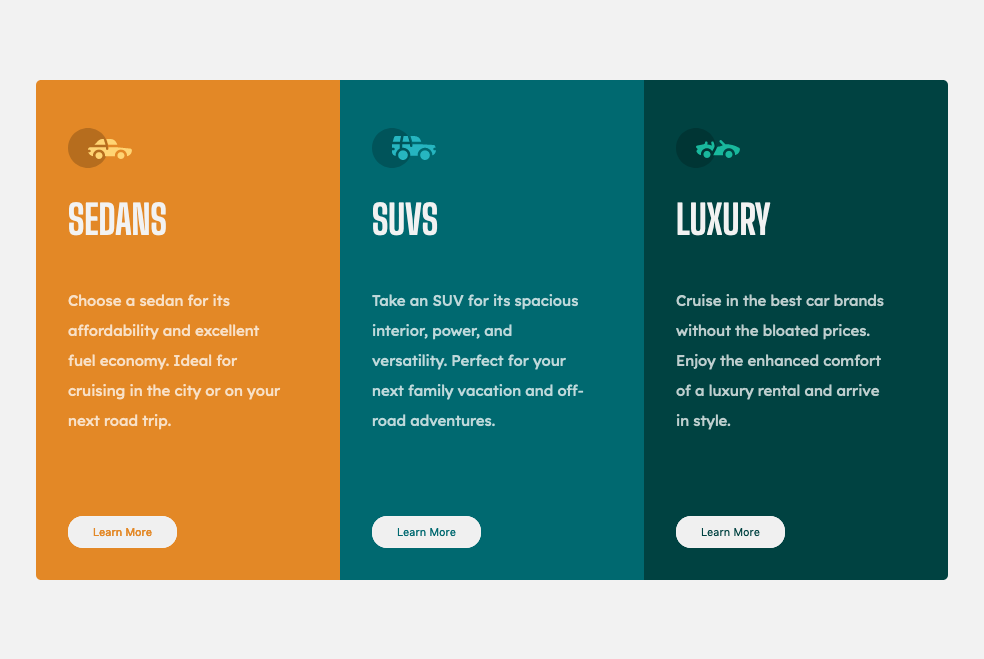 SEDANS
Choose a sedan for its
affordability and excellent
fuel economy. Ideal for
cruising in the city or on your
next road trip.
Learn More
SUVS
Take an SUV for its spacious
interior, power, and
versatility. Perfect for your
next family vacation and off-
road adventures.
Learn More
LUXURY
Cruise in the best car brands
without the bloated prices.
Enjoy the enhanced comfort
of a luxury rental and arrive
in style.
Learn More